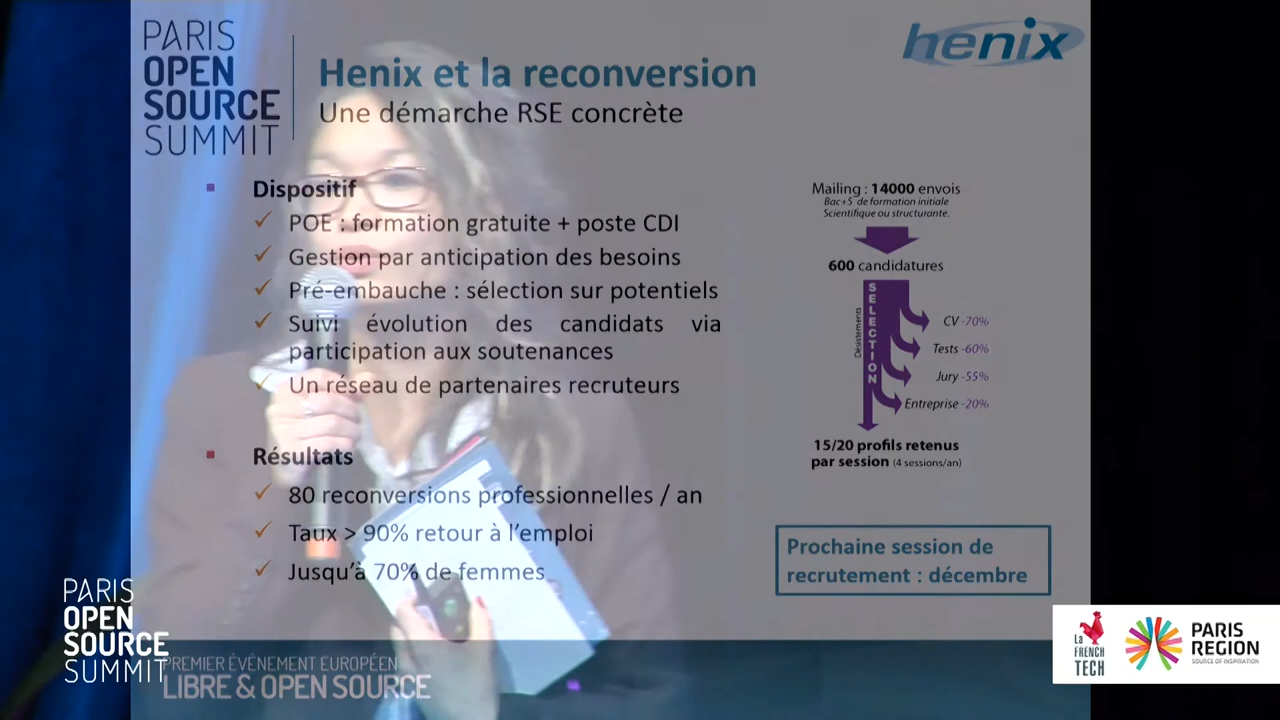 PARIS
OPEN
SOURCE
SUMMIT
henix
Henix et la reconversion
Une démarche RSE concrète
Dispositif
POE : formation gratuite + poste CDI
Gestion par anticipation des besoins
Pré-embauche : sélection sur potentiels
Suivi évolution des candidats via
participation aux soutenances
Un réseau de partenaires recruteurs
Résultats
80 reconversions professionnelles / an
Taux > 90% retour à l'emploi
Jusqu'à 70% de femmes
Mailing : 14000 envois
Bac+5 de formation initiale
Scientifique ou structurante.
600 candidatures
SELECTION
Désistements
CV -70%
Tests -60%
Jury -55%
Entreprise -20%
15/20 profils retenus
par session (4 sessions/an)
Prochaine session de
recrutement : décembre
PARIS
OPEN
SOURCE
SUMMIT
PREMIER ÉVÉNEMENT EUROPÉEN
LIBRE & OPEN SOURCE
La
FRENCH
TECH
PARIS
REGION
SOURCE OF INSPIRATION